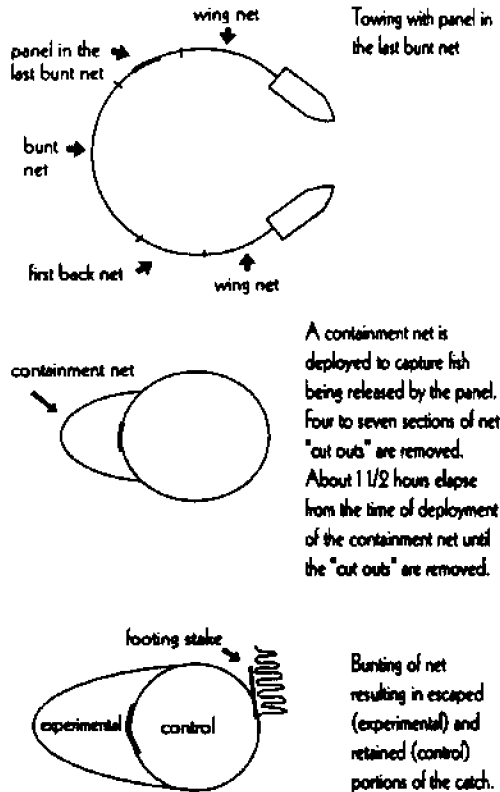 wing net
panel in the
last bunt net
bunt
net
first back net
wing net
Towing with panel in
the last bunt net
containment net
A containment net is
deployed to capture fish
being released by the panel.
Four to seven sections of net
"cut outs" are removed.
About 1 1/2 hours elapse
from the time of deployment
of the containment net until
the "cut outs" are removed.
footing stake
experimental
control
Bunting of net
resulting in escaped
(experimental) and
retained (control)
portions of the catch.